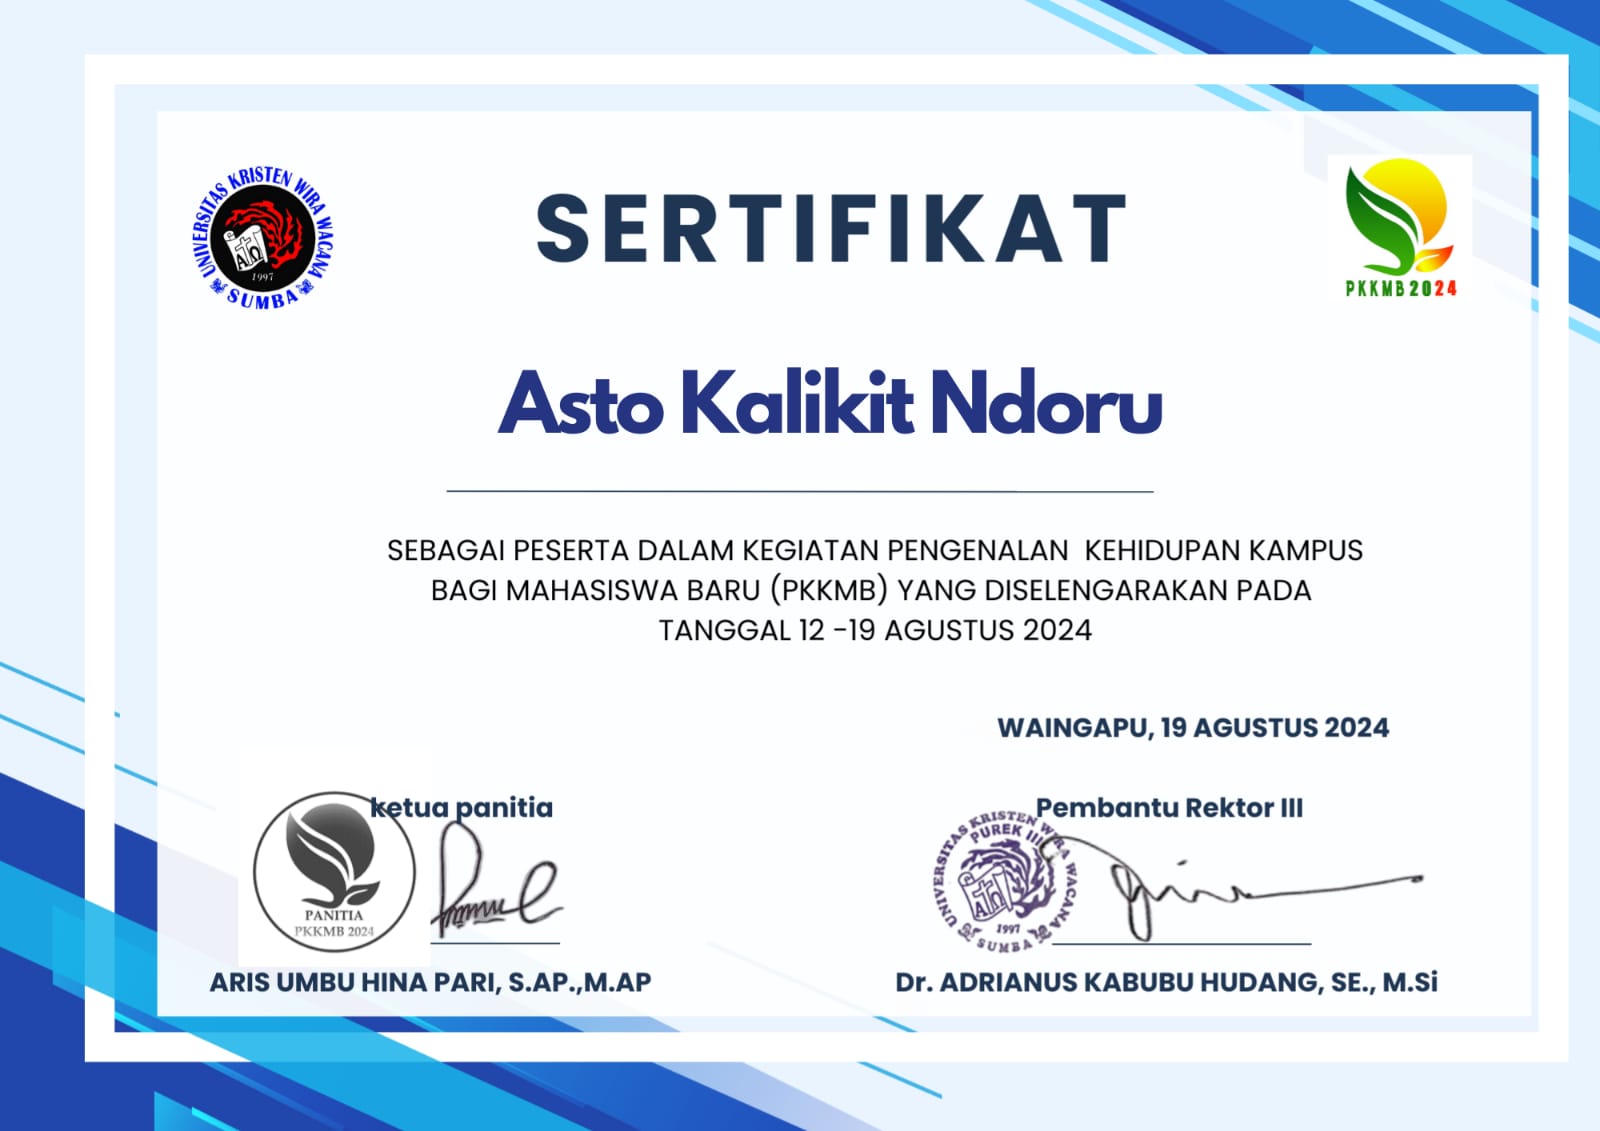 UNIVERSITAS KRISTEN WIRA WACANA
SUMBA
ΑΩ
1997
SERTIFIKAT
PKKMB2024
Asto Kalikit Ndoru
SEBAGAI PESERTA DALAM KEGIATAN PENGENALAN KEHIDUPAN KAMPUS
BAGI MAHASISWA BARU (PKKMB) YANG DISELENGARAKAN PADA
TANGGAL 12 -19 AGUSTUS 2024
WAINGAPU, 19 AGUSTUS 2024
ketua panitia
PANITIA
PKKMB 2024
ARIS UMBU HINA PARI, S.AP.,M.AP
Pembantu Rektor III
UNIVERSITAS KRISTEN WIRA WACANA
PUREK III
ΑΩ
1997
SUMBA
Dr. ADRIANUS KABUBU HUDANG, SE., M.Si